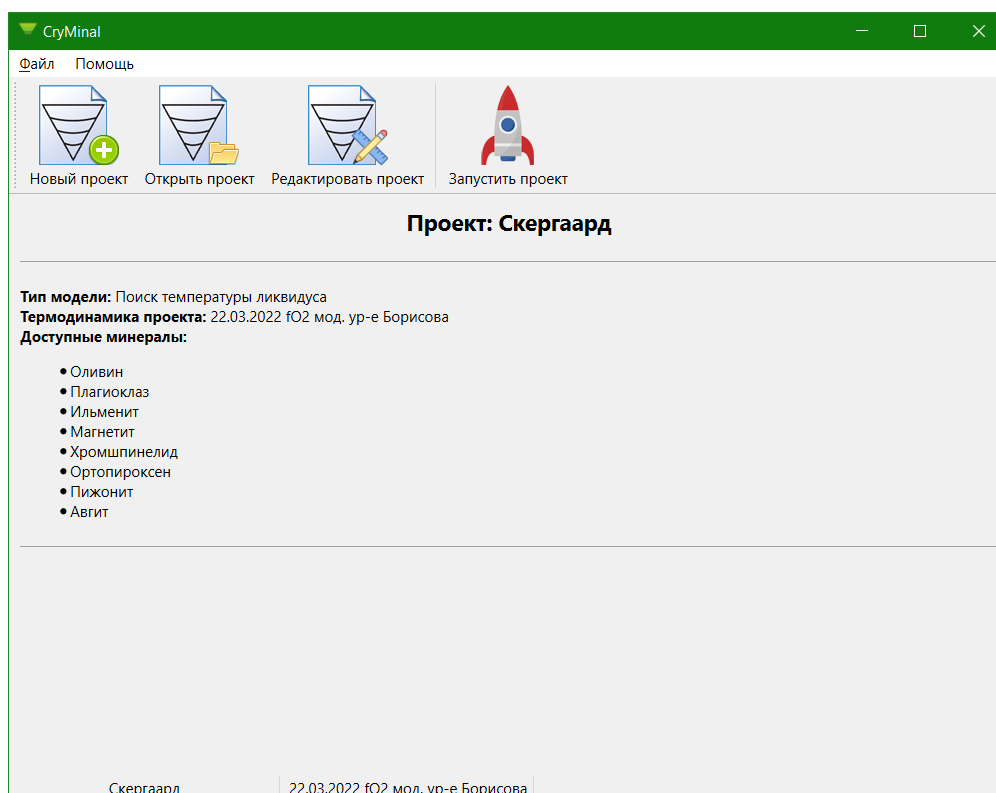 CryMinal
Файл Помощь
Новый проект Открыть проект Редактировать проект Запустить проект
Проект: Скергаард
Тип модели: Поиск температуры ликвидуса
Термодинамика проекта: 22.03.2022 fO2 мод. ур-е Борисова
Доступные минералы:
Оливин
Плагиоклаз
Ильменит
Магнетит
Хромшпинелид
Ортопироксен
Пижонит
Авгит
Скергаард 22.03.2022 fO2 мод. ур-е Борисова